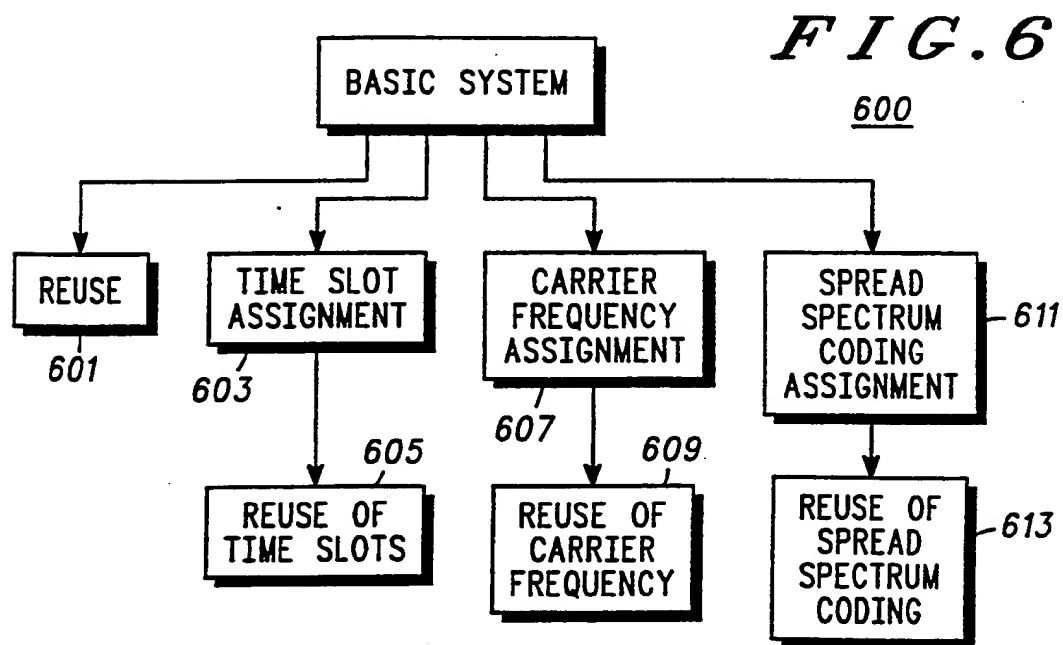 FIG.6
600
BASIC SYSTEM
REUSE
601
TIME SLOT
ASSIGNMENT
603
CARRIER
FREQUENCY
ASSIGNMENT
607
SPREAD
SPECTRUM
CODING
ASSIGNMENT
611
605
REUSE OF
TIME SLOTS
609
REUSE OF
CARRIER
FREQUENCY
REUSE OF
SPREAD
SPECTRUM
CODING
613